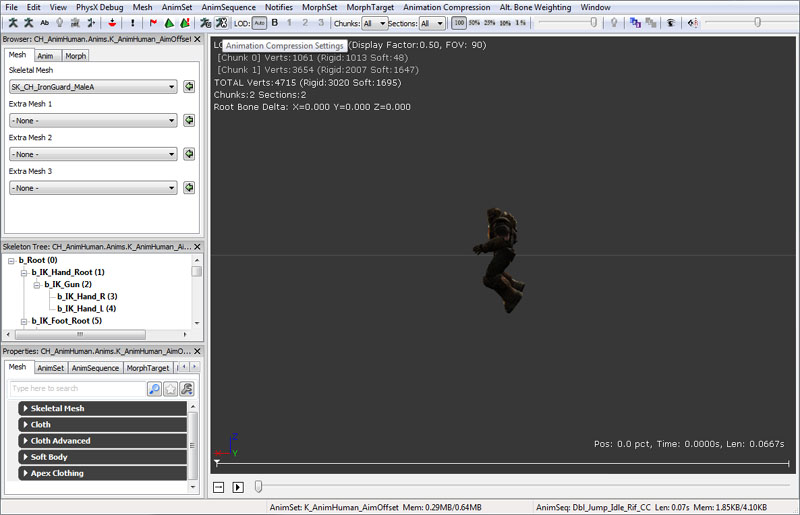 File Edit View PhysX Debug Mesh AnimSet AnimSequence Notifies MorphSet MorphTarget Animation Compression Alt. Bone Weighting Window
LOD: Auto B 1 2 3 Chunks: All Sections: All 100 50% 25% 10% 1 %
Browser: CH_AnimHuman.Anims.K_AnimHuman_AimOffset
Mesh Anim Morph
Skeletal Mesh
SK_CH_IronGuard_MaleA
Extra Mesh 1
- None -
Extra Mesh 2
- None -
Extra Mesh 3
- None -
Animation Compression Settings
(Display Factor:0.50, FOV: 90)
[Chunk 0] Verts:1061 (Rigid:1013 Soft:48)
[Chunk 1] Verts:3654 (Rigid:2007 Soft:1647)
TOTAL Verts:4715 (Rigid:3020 Soft:1695)
Chunks:2 Sections:2
Root Bone Delta: X=0.000 Y=0.000 Z=0.000
Skeleton Tree: CH_AnimHuman.Anims.K_AnimHuman_Ai...
b_Root (0)
b_IK_Hand_Root (1)
b_IK_Gun (2)
b_IK_Hand_R (3)
b_IK_Hand_L (4)
b_IK_Foot_Root (5)
Properties: CH_AnimHuman.Anims.K_AnimHuman_AimO...
Mesh AnimSet AnimSequence MorphTarget
Type here to search
Skeletal Mesh
Cloth
Cloth Advanced
Soft Body
Apex Clothing
Z
Y
Pos: 0.0 pct, Time: 0.0000s, Len: 0.0667s
AnimSet: K_AnimHuman_AimOffset Mem: 0.29MB/0.64MB AnimSeq: Dbl_Jump_Idle_Rif_CC Len: 0.07s Mem: 1.85KB/4.10KB